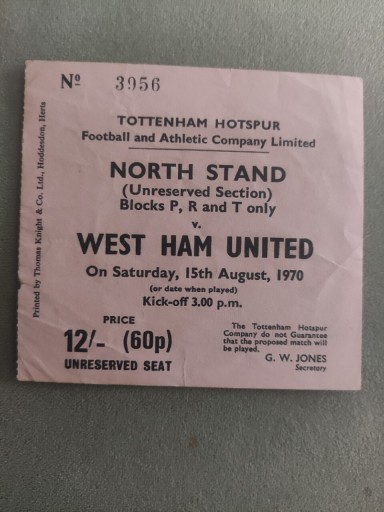 Nº 3956
TOTTENHAM HOTSPUR
Football and Athletic Company Limited
NORTH STAND
(Unreserved Section)
Blocks P, R and T only
v.
WEST HAM UNITED
On Saturday, 15th August, 1970
(or date when played)
Kick-off 3.00 p.m.
PRICE
12/- (60p)
UNRESERVED SEAT
The Tottenham Hotspur
Company do not Guarantee
that the proposed match will
be played.
G. W. JONES
Secretary
Printed by Thomas Knight & Co. Ltd., Hoddesdon, Herts